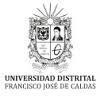 UNIVERSIDAD DISTRITAL
FRANCISCO JOSÉ DE CALDAS